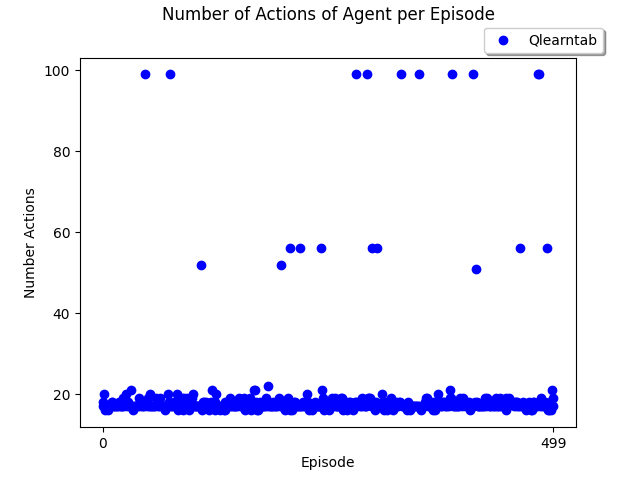 Number of Actions of Agent per Episode
Qlearntab
100
80
60
40
20
Number Actions
0
499
Episode